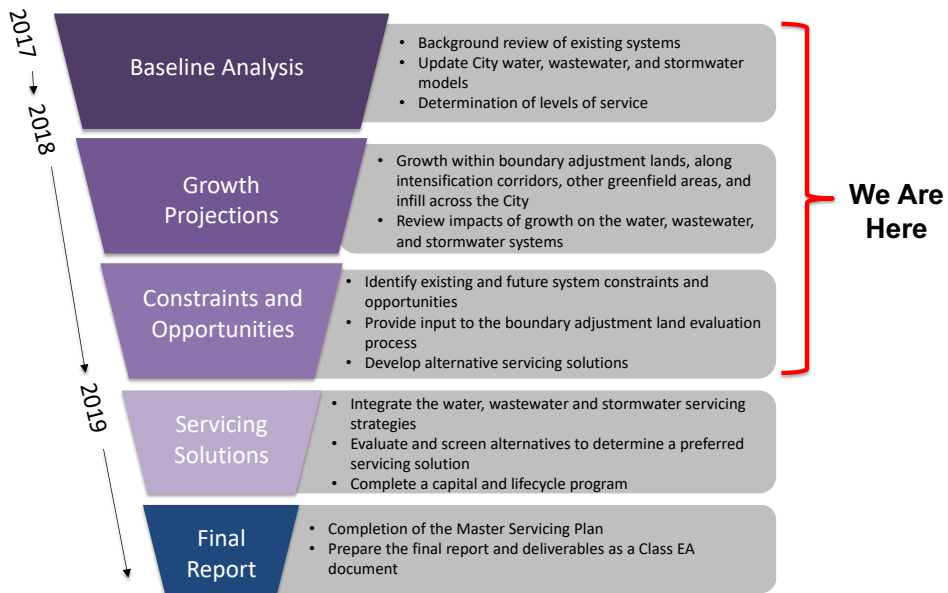 2017
2018
2019
Baseline Analysis
• Background review of existing systems
• Update City water, wastewater, and stormwater
models
• Determination of levels of service
Growth
Projections
• Growth within boundary adjustment lands, along
intensification corridors, other greenfield areas, and
infill across the City
• Review impacts of growth on the water, wastewater,
and stormwater systems
Constraints and
Opportunities
• Identify existing and future system constraints and
opportunities
• Provide input to the boundary adjustment land evaluation
process
• Develop alternative servicing solutions
We Are
Here
Servicing
Solutions
• Integrate the water, wastewater and stormwater servicing
strategies
• Evaluate and screen alternatives to determine a preferred
servicing solution
• Complete a capital and lifecycle program
Final
Report
• Completion of the Master Servicing Plan
• Prepare the final report and deliverables as a Class EA
document